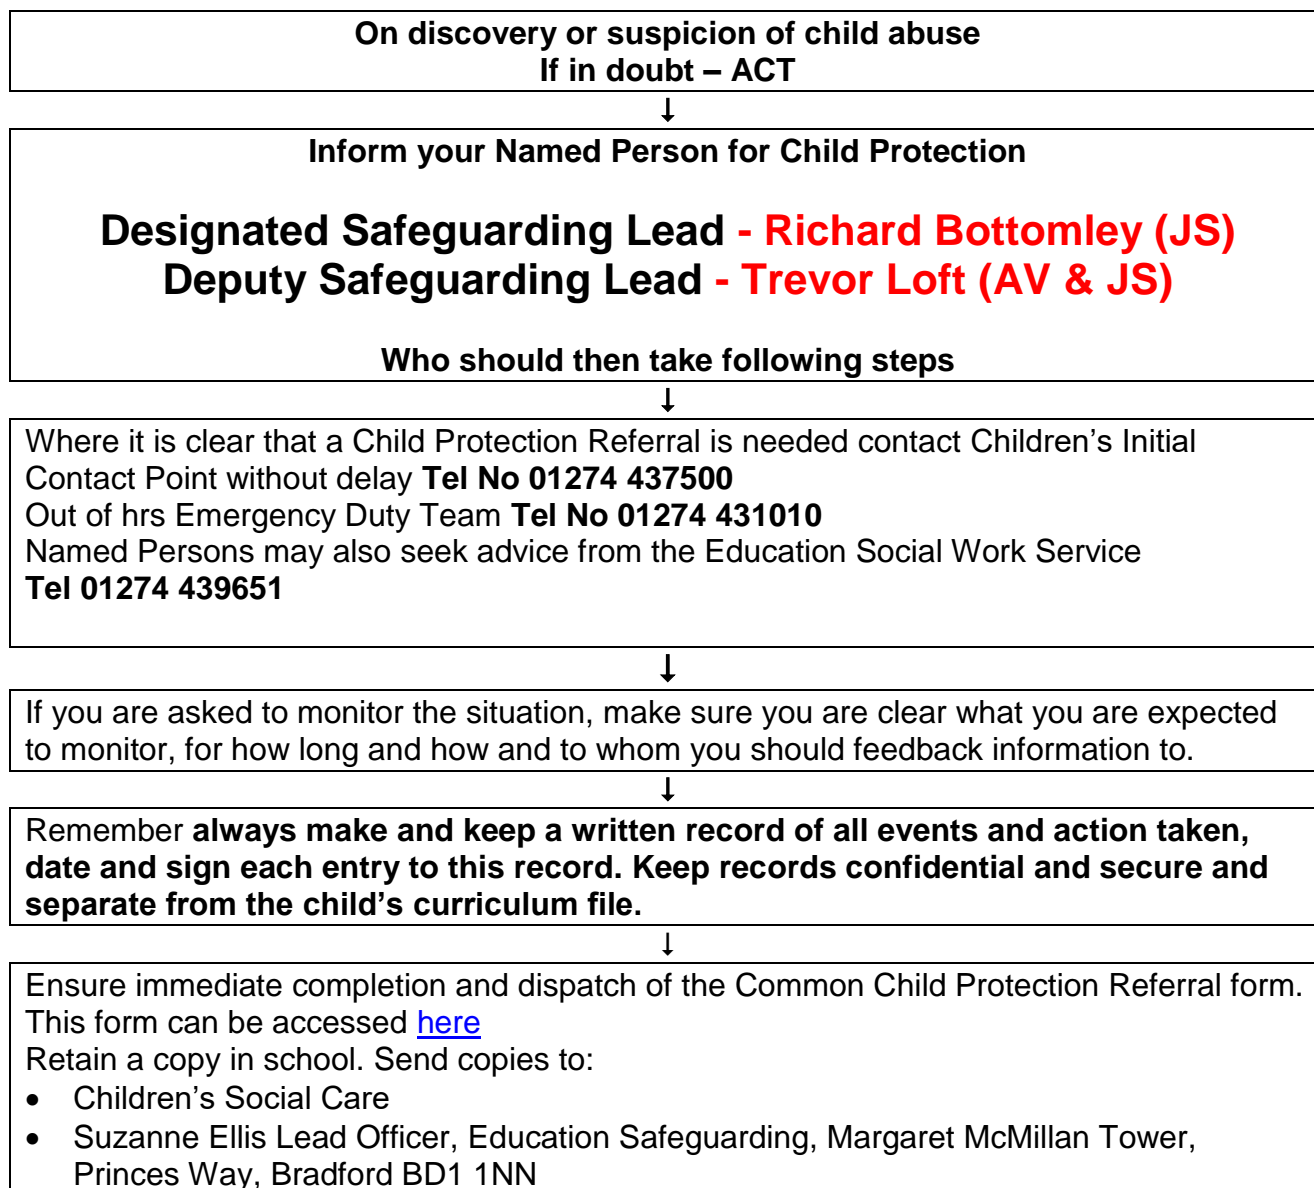 On discovery or suspicion of child abuse
If in doubt – ACT
↓
Inform your Named Person for Child Protection
Designated Safeguarding Lead - Richard Bottomley (JS)
Deputy Safeguarding Lead - Trevor Loft (AV & JS)
Who should then take following steps
↓
Where it is clear that a Child Protection Referral is needed contact Children’s Initial
Contact Point without delay Tel No 01274 437500
Out of hrs Emergency Duty Team Tel No 01274 431010
Named Persons may also seek advice from the Education Social Work Service
Tel 01274 439651
↓
If you are asked to monitor the situation, make sure you are clear what you are expected
to monitor, for how long and how and to whom you should feedback information to.
↓
Remember always make and keep a written record of all events and action taken,
date and sign each entry to this record. Keep records confidential and secure and
separate from the child’s curriculum file.
↓
Ensure immediate completion and dispatch of the Common Child Protection Referral form.
This form can be accessed here
Retain a copy in school. Send copies to:
• Children’s Social Care
• Suzanne Ellis Lead Officer, Education Safeguarding, Margaret McMillan Tower,
Princes Way, Bradford BD1 1NN